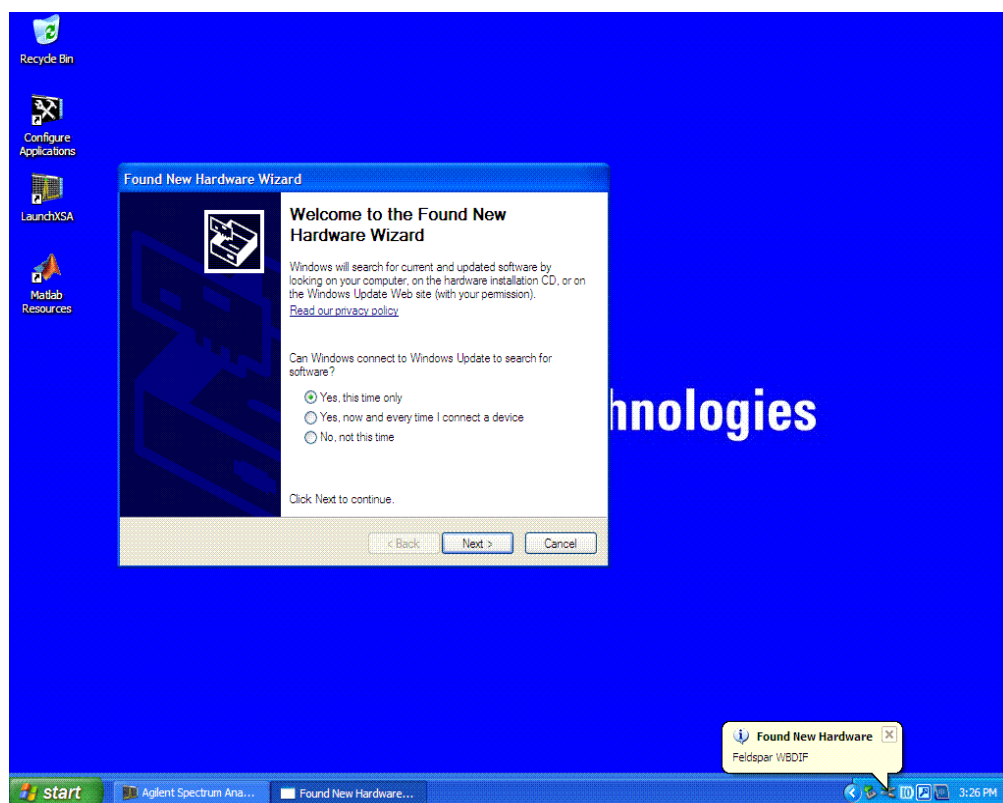 Recycle Bin
Configure
Applications
LaunchXSA
Matlab
Resources
Found New Hardware Wizard
Welcome to the Found New
Hardware Wizard
Windows will search for current and updated software by
looking on your computer, on the hardware installation CD, or on
the Windows Update Web site (with your permission).
Read our privacy policy
Can Windows connect to Windows Update to search for
software?
Yes, this time only
Yes, now and every time I connect a device
No, not this time
Click Next to continue.
< Back
Next >
Cancel
hnologies
Found New Hardware
Feldspar WBDIF
start
Agilent Spectrum Ana...
Found New Hardware...
3:26 PM